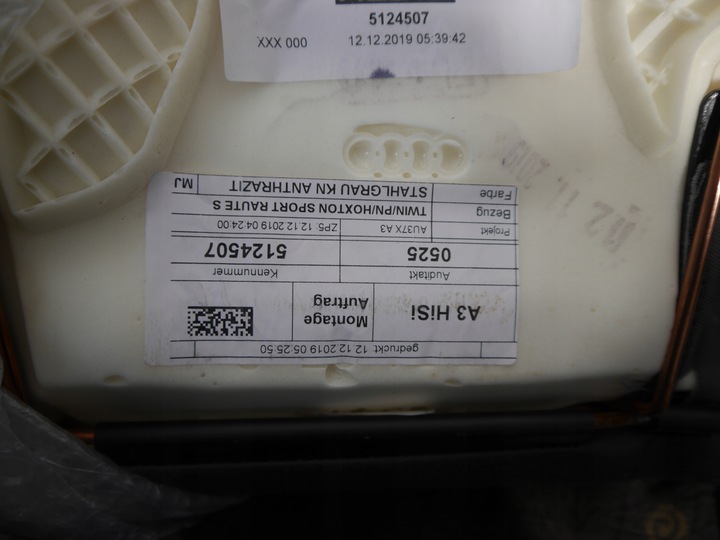 5124507
XXX 000 12.12.2019 05:39:42
gedruckt 12.12.2019 05:25:50
A3 HiSi Montage Auftrag
Auditakt Kennummer
0525 5124507
Projekt AU37X A3 ZP5: 12.12.2019 04:24:00
Bezug TWIN/PN/HOXTON SPORT RAUTE S
Farbe STAHLGRAU KN ANTHRAZIT MJ